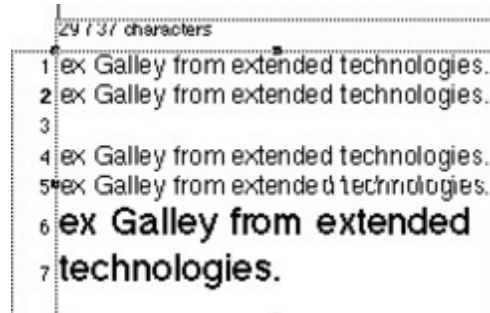 29 / 37 characters
1 ex Galley from extended technologies.
2 ex Galley from extended technologies.
3
4 ex Galley from extended technologies.
5 ex Galley from extended technologies.
6 ex Galley from extended
7 technologies.